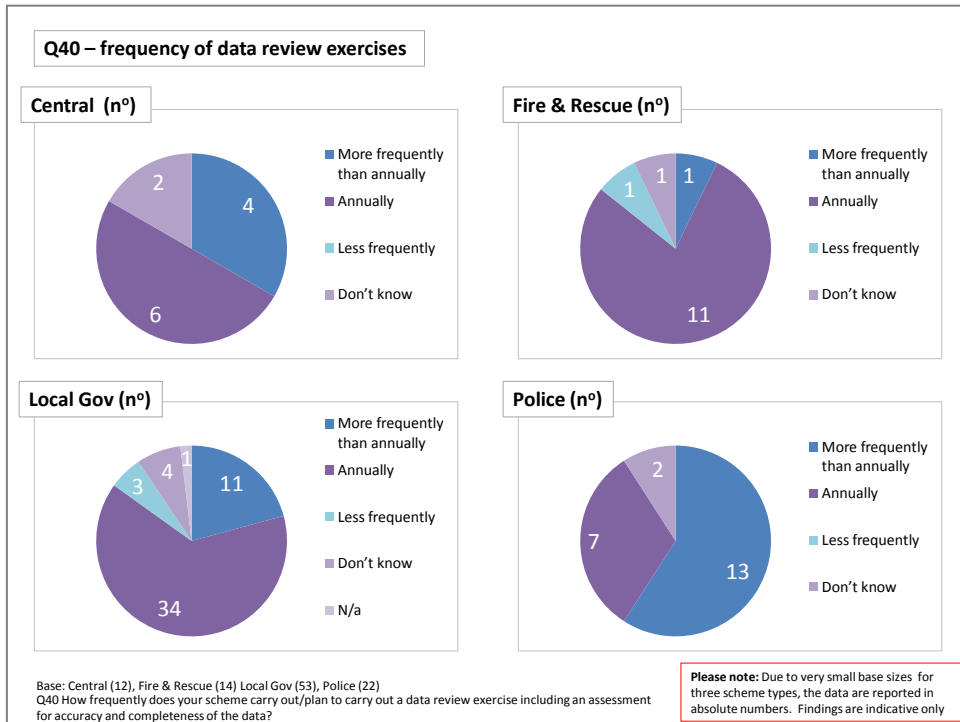 Q40 – frequency of data review exercises
Central (nº)
2
4
6
More frequently
than annually
Annually
Less frequently
Don't know
Fire & Rescue (nº)
1
1
1
11
More frequently
than annually
Annually
Less frequently
Don't know
Local Gov (nº)
1
4
3
11
34
More frequently
than annually
Annually
Less frequently
Don't know
N/a
Police (nº)
2
7
13
More frequently
than annually
Annually
Less frequently
Don't know
Base: Central (12), Fire & Rescue (14) Local Gov (53), Police (22)
Q40 How frequently does your scheme carry out/plan to carry out a data review exercise including an assessment
for accuracy and completeness of the data?
Please note: Due to very small base sizes for
three scheme types, the data are reported in
absolute numbers. Findings are indicative only